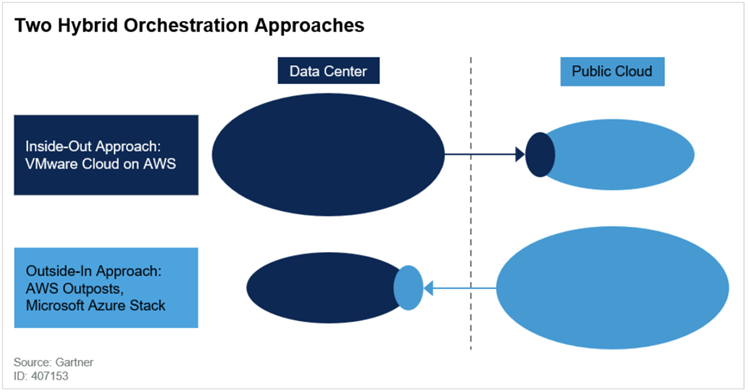 Two Hybrid Orchestration Approaches
Data Center
Public Cloud
Inside-Out Approach:
VMware Cloud on AWS
Outside-In Approach:
AWS Outposts,
Microsoft Azure Stack
Source: Gartner
ID: 407153